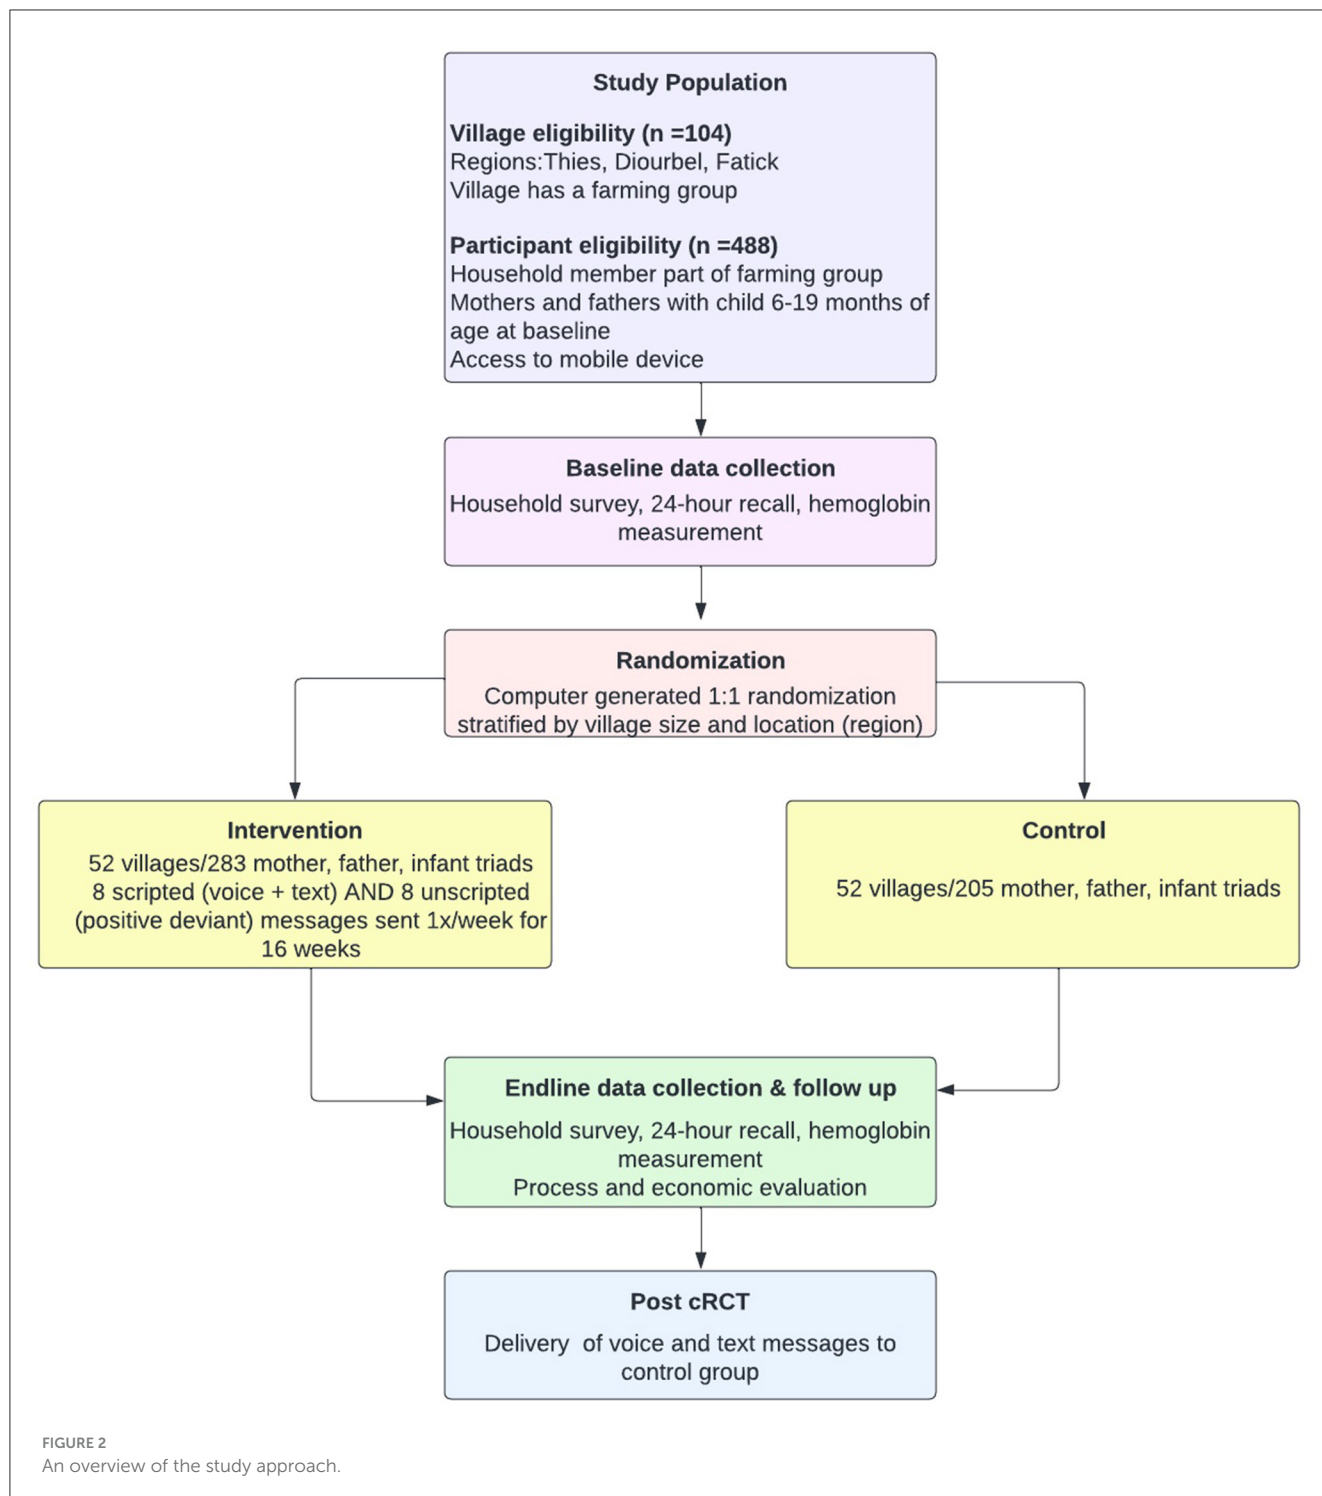 Study Population
Village eligibility (n =104)
Regions:Thies, Diourbel, Fatick
Village has a farming group
Participant eligibility (n =488)
Household member part of farming group
Mothers and fathers with child 6-19 months of
age at baseline
Access to mobile device
Baseline data collection
Household survey, 24-hour recall, hemoglobin
measurement
Randomization
Computer generated 1:1 randomization
stratified by village size and location (region)
Intervention
52 villages/283 mother, father, infant triads
8 scripted (voice + text) AND 8 unscripted
(positive deviant) messages sent 1x/week for
16 weeks
Control
52 villages/205 mother, father, infant triads
Endline data collection & follow up
Household survey, 24-hour recall, hemoglobin
measurement
Process and economic evaluation
Post cRCT
Delivery  of voice and text messages to
control group
FIGURE 2
An overview of the study approach.